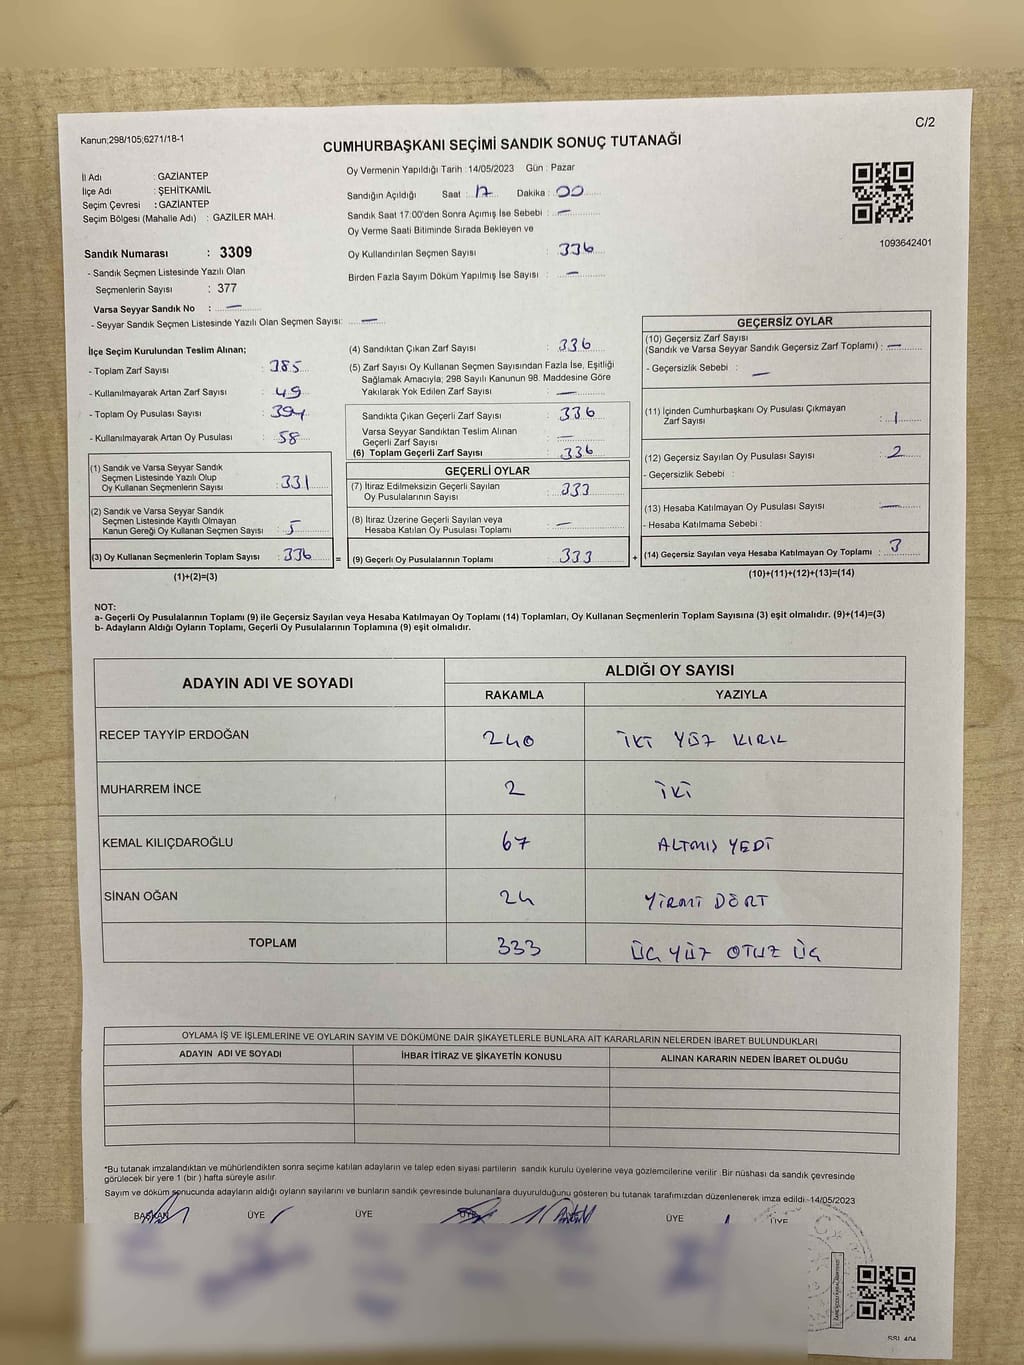 C/2
Kanun;298/105;6271/18-1
CUMHURBAŞKANI SEÇİMİ SANDIK SONUÇ TUTANAĞI
İl Adı : GAZİANTEP
İlçe Adı : ŞEHİTKAMİL
Seçim Çevresi : GAZİANTEP
Seçim Bölgesi (Mahalle Adı) : GAZİLER MAH.
Oy Vermenin Yapıldığı Tarih :14/05/2023 Gün : Pazar
Sandığın Açıldığı Saat : 17 Dakika : 00
Sandık Saat 17.00'den Sonra Açımış İse Sebebi : —
Oy Verme Saati Bitiminde Sırada Bekleyen ve
Oy Kullandırılan Seçmen Sayısı : 336
Birden Fazla Sayım Döküm Yapılmış İse Sayısı : —
1093642401
Sandık Numarası : 3309
- Sandık Seçmen Listesinde Yazılı Olan
Seçmenlerin Sayısı : 377
Varsa Seyyar Sandık No : —
- Seyyar Sandık Seçmen Listesinde Yazılı Olan Seçmen Sayısı: —
İlçe Seçim Kurulundan Teslim Alınan;
- Toplam Zarf Sayısı : 385
- Kullanılmayarak Artan Zarf Sayısı : 49
- Toplam Oy Pusulası Sayısı : 394
- Kullanılmayarak Artan Oy Pusulası : 58
(1) Sandık ve Varsa Seyyar Sandık
Seçmen Listesinde Yazılı Olup
Oy Kullanan Seçmenlerin Sayısı : 331
(2) Sandık ve Varsa Seyyar Sandık
Seçmen Listesinde Kayıtlı Olmayan
Kanun Gereği Oy Kullanan Seçmen Sayısı : 5
(3) Oy Kullanan Seçmenlerin Toplam Sayısı : 336
(1)+(2)=(3)
(4) Sandıktan Çıkan Zarf Sayısı : 336
(5) Zarf Sayısı Oy Kullanan Seçmen Sayısından Fazla İse, Eşitliği
Sağlamak Amacıyla; 298 Sayılı Kanunun 98. Maddesine Göre
Yakılarak Yok Edilen Zarf Sayısı : —
Sandıkta Çıkan Geçerli Zarf Sayısı : 336
Varsa Seyyar Sandıktan Teslim Alınan
Geçerli Zarf Sayısı : —
(6) Toplam Geçerli Zarf Sayısı : 336
GEÇERLİ OYLAR
(7) İtiraz Edilmeksizin Geçerli Sayılan
Oy Pusulalarının Sayısı : 333
(8) İtiraz Üzerine Geçerli Sayılan veya
Hesaba Katılan Oy Pusulası Toplamı : —
= (9) Geçerli Oy Pusulalarının Toplamı : 333
GEÇERSİZ OYLAR
(10) Geçersiz Zarf Sayısı
(Sandık ve Varsa Seyyar Sandık Geçersiz Zarf Toplamı) : —
- Geçersizlik Sebebi : —
(11) İçinden Cumhurbaşkanı Oy Pusulası Çıkmayan
Zarf Sayısı : 1
(12) Geçersiz Sayılan Oy Pusulası Sayısı : 2
- Geçersizlik Sebebi :
(13) Hesaba Katılmayan Oy Pusulası Sayısı : —
- Hesaba Katılmama Sebebi :
+ (14) Geçersiz Sayılan veya Hesaba Katılmayan Oy Toplamı : 3
(10)+(11)+(12)+(13)=(14)
NOT:
a- Geçerli Oy Pusulalarının Toplamı (9) ile Geçersiz Sayılan veya Hesaba Katılmayan Oy Toplamı (14) Toplamları, Oy Kullanan Seçmenlerin Toplam Sayısına (3) eşit olmalıdır. (9)+(14)=(3)
b- Adayların Aldığı Oyların Toplamı, Geçerli Oy Pusulalarının Toplamına (9) eşit olmalıdır.
ADAYIN ADI VE SOYADI ALDIĞI OY SAYISI
RAKAMLA YAZIYLA
RECEP TAYYİP ERDOĞAN 240 İKİ YÜZ KIRK
MUHARREM İNCE 2 İKİ
KEMAL KILIÇDAROĞLU 67 ALTMIŞ YEDİ
SİNAN OĞAN 24 YİRMİ DÖRT
TOPLAM 333 ÜÇ YÜZ OTUZ ÜÇ
OYLAMA İŞ VE İŞLEMLERİNE VE OYLARIN SAYIM VE DÖKÜMÜNE DAİR ŞİKAYETLERLE BUNLARA AİT KARARLARIN NELERDEN İBARET BULUNDUKLARI
ADAYIN ADI VE SOYADI İHBAR İTİRAZ VE ŞİKAYETİN KONUSU ALINAN KARARIN NEDEN İBARET OLDUĞU
*Bu tutanak imzalandıktan ve mühürlendikten sonra seçime katılan adayların ve talep eden siyasi partilerin sandık kurulu üyelerine veya gözlemcilerine verilir .Bir nüshası da sandık çevresinde
görülecek bir yere 1 (bir ) hafta süreyle asılır.
Sayım ve döküm sonucunda adayların aldığı oyların sayılarını ve bunların sandık çevresinde bulunanlara duyurulduğunu gösteren bu tutanak tarafımızdan düzenlenerek imza edildi.-14/05/2023
BAŞKAN ÜYE ÜYE ÜYE ÜYE ÜYE